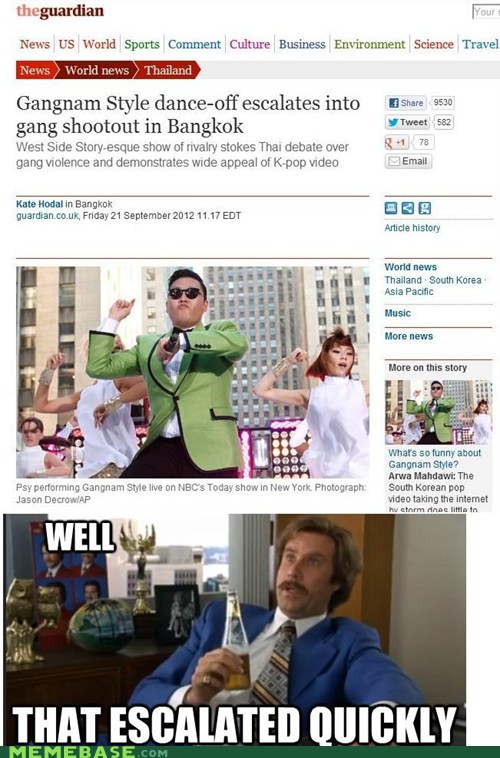 theguardian
Your s
News US World Sports Comment Culture Business Environment Science Travel
News World news Thailand
Gangnam Style dance-off escalates into
gang shootout in Bangkok
West Side Story-esque show of rivalry stokes Thai debate over
gang violence and demonstrates wide appeal of K-pop video
Share 9530
Tweet 582
+1 78
Email
Kate Hodal in Bangkok
guardian.co.uk, Friday 21 September 2012 11.17 EDT
Article history
World news
Thailand · South Korea ·
Asia Pacific
Music
More news
More on this story
What's so funny about
Gangnam Style?
Arwa Mahdawi: The
South Korean pop
video taking the internet
by storm does little to
Psy performing Gangnam Style live on NBC's Today show in New York. Photograph:
Jason Decrow/AP
WELL
THAT ESCALATED QUICKLY
MEMEBASE.com